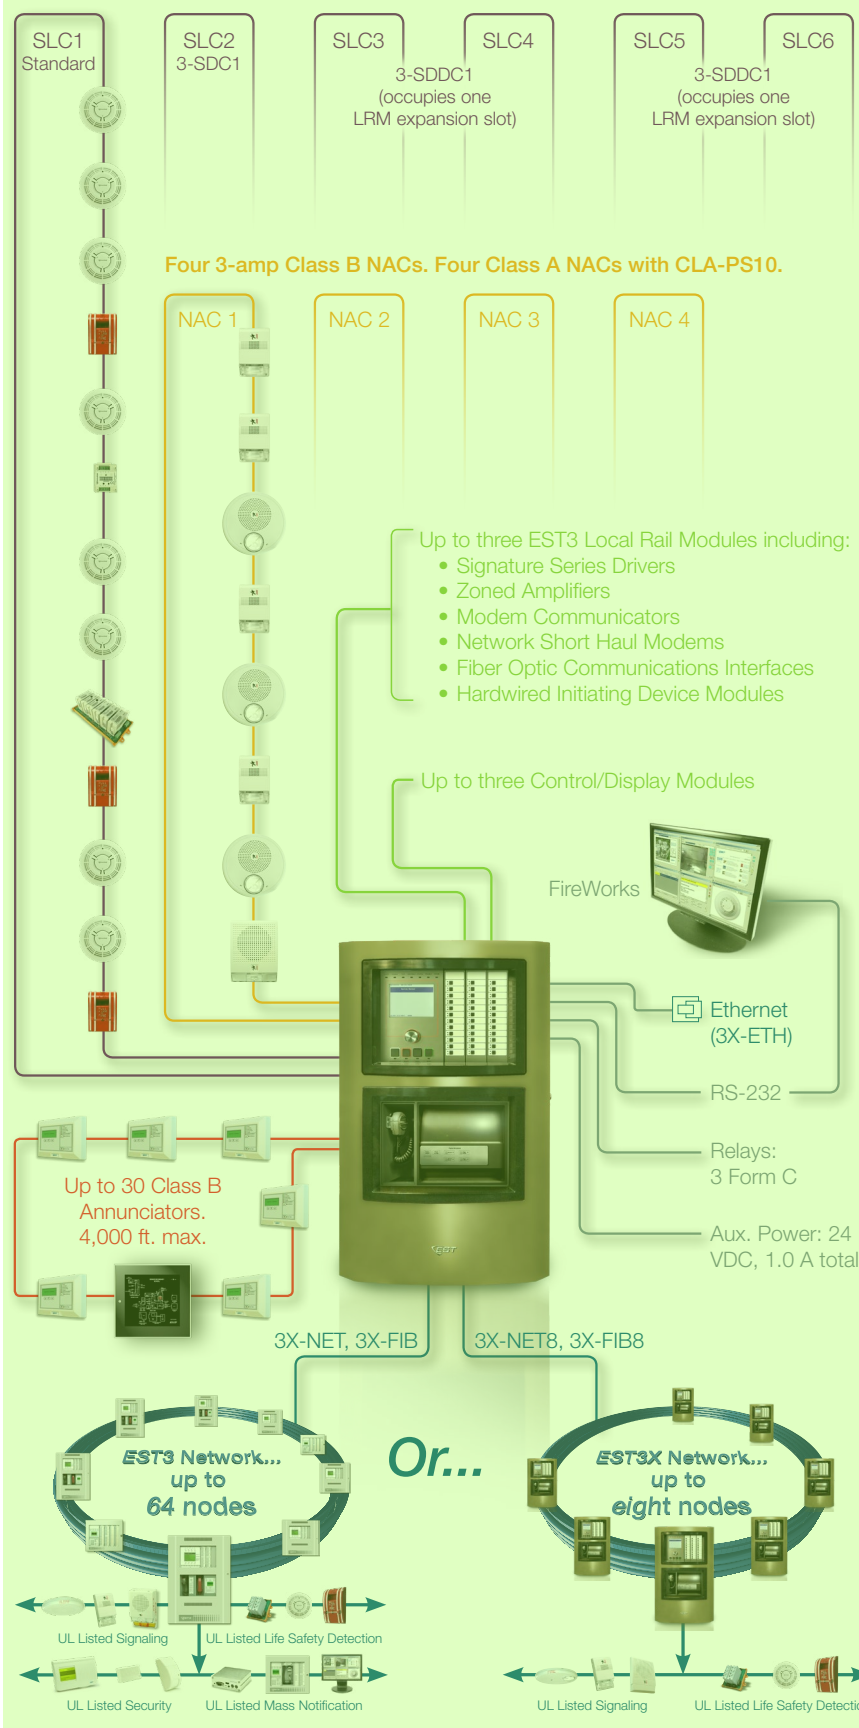 SLC1
Standard
SLC2
3-SDC1
SLC3
SLC4
3-SDDC1
(occupies one
LRM expansion slot)
SLC5
SLC6
3-SDDC1
(occupies one
LRM expansion slot)
Four 3-amp Class B NACs. Four Class A NACs with CLA-PS10.
NAC 1
NAC 2
NAC 3
NAC 4
Up to three EST3 Local Rail Modules including:
• Signature Series Drivers
• Zoned Amplifiers
• Modem Communicators
• Network Short Haul Modems
• Fiber Optic Communications Interfaces
• Hardwired Initiating Device Modules
Up to three Control/Display Modules
FireWorks
Ethernet
(3X-ETH)
RS-232
Relays:
3 Form C
Aux. Power: 24
VDC, 1.0 A total
Up to 30 Class B
Annunciators.
4,000 ft. max.
EST
3X-NET, 3X-FIB
3X-NET8, 3X-FIB8
EST3 Network...
up to
64 nodes
Or...
EST3X Network...
up to
eight nodes
UL Listed Signaling
UL Listed Life Safety Detection
UL Listed Security
UL Listed Mass Notification
UL Listed Signaling
UL Listed Life Safety Detectio